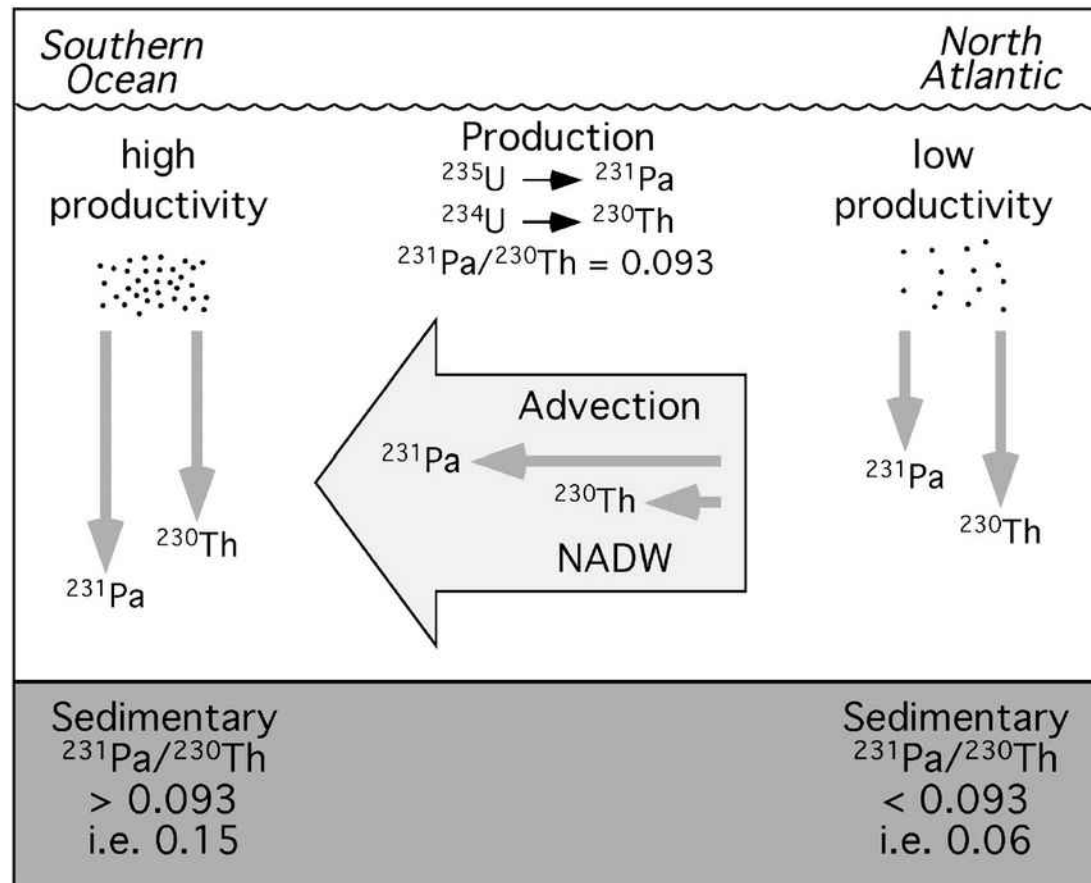 Southern
Ocean
North
Atlantic
high
productivity
Production
²³⁵U → ²³¹Pa
²³⁴U → ²³⁰Th
²³¹Pa/²³⁰Th = 0.093
low
productivity
Advection
²³¹Pa
²³⁰Th
NADW
²³⁰Th
²³¹Pa
²³¹Pa
²³⁰Th
Sedimentary
²³¹Pa/²³⁰Th
> 0.093
i.e. 0.15
Sedimentary
²³¹Pa/²³⁰Th
< 0.093
i.e. 0.06